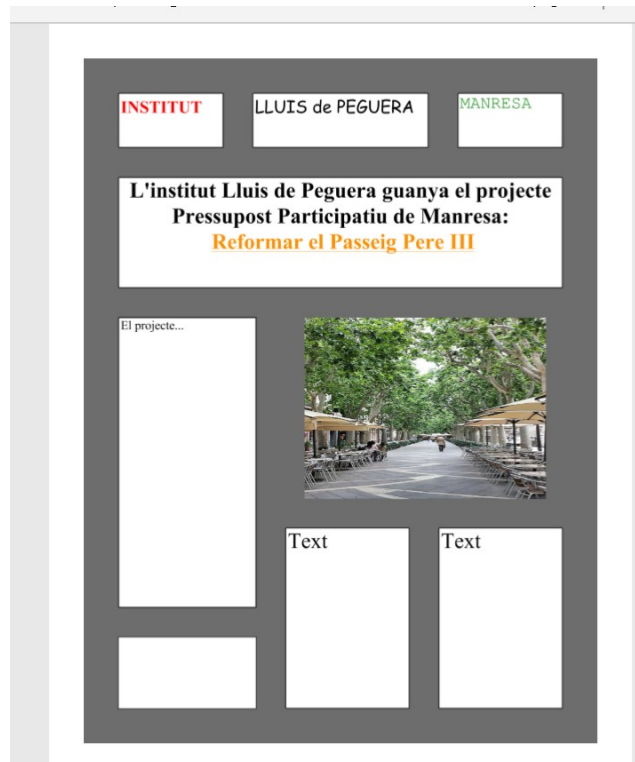 INSTITUT
LLUIS de PEGUERA
MANRESA
L'institut Lluis de Peguera guanya el projecte
Pressupost Participatiu de Manresa:
Reformar el Passeig Pere III
El projecte...
Text
Text